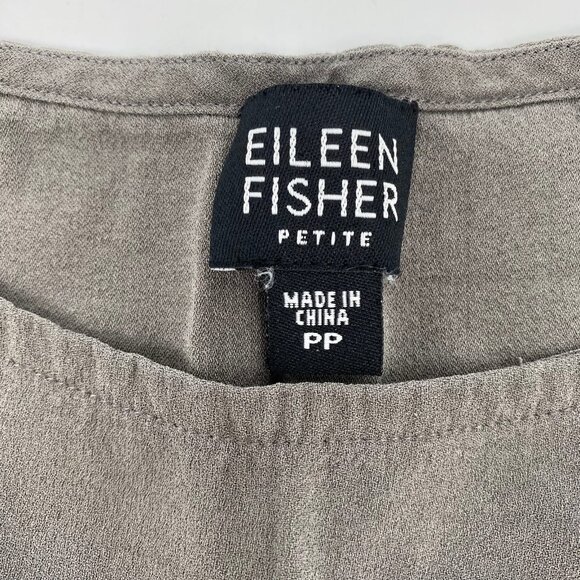 EILEEN
FISHER
PETITE
MADE IN
CHINA
PP